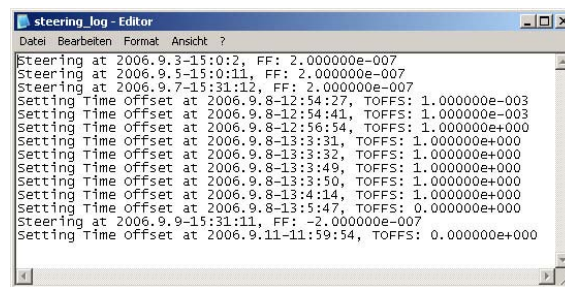 steering_log - Editor
Datei Bearbeiten Format Ansicht ?
Steering at 2006.9.3-15:0:2, FF: 2.000000e-007
Steering at 2006.9.5-15:0:11, FF: 2.000000e-007
Steering at 2006.9.7-15:31:12, FF: 2.000000e-007
Setting Time Offset at 2006.9.8-12:54:27, TOFFS: 1.000000e-003
Setting Time Offset at 2006.9.8-12:54:41, TOFFS: 1.000000e-003
Setting Time Offset at 2006.9.8-12:56:54, TOFFS: 1.000000e+000
Setting Time Offset at 2006.9.8-13:3:31, TOFFS: 1.000000e+000
Setting Time Offset at 2006.9.8-13:3:32, TOFFS: 1.000000e+000
Setting Time Offset at 2006.9.8-13:3:49, TOFFS: 1.000000e+000
Setting Time Offset at 2006.9.8-13:3:50, TOFFS: 1.000000e+000
Setting Time Offset at 2006.9.8-13:4:14, TOFFS: 1.000000e+000
Setting Time Offset at 2006.9.8-13:5:47, TOFFS: 0.000000e+000
Steering at 2006.9.9-15:31:11, FF: -2.000000e-007
Setting Time Offset at 2006.9.11-11:59:54, TOFFS: 0.000000e+000